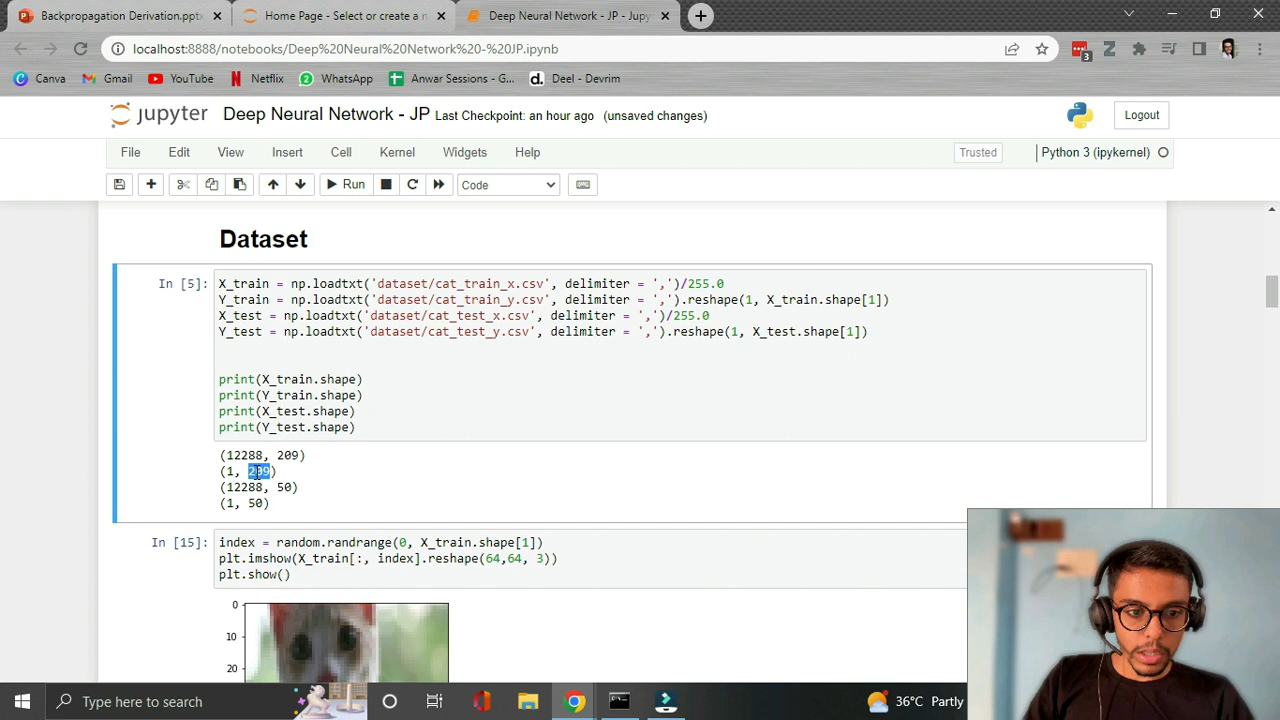 Backpropagation Derivation.pptx
Home Page - Select or create a n
Deep Neural Network - JP - Jupy
localhost:8888/notebooks/Deep%20Neural%20Network%20-%20JP.ipynb
3
Canva
Gmail
YouTube
Netflix
WhatsApp
Anwar Sessions - G...
d.
Deel - Devrim
jupyter
Deep Neural Network - JP
Last Checkpoint: an hour ago
(unsaved changes)
Logout
File
Edit
View
Insert
Cell
Kernel
Widgets
Help
Trusted
Python 3 (ipykernel)
Run
Code
Dataset
In [5]:
X_train = np.loadtxt('dataset/cat_train_x.csv', delimiter = ',')/255.0
Y_train = np.loadtxt('dataset/cat_train_y.csv', delimiter = ',').reshape(1, X_train.shape[1])
X_test = np.loadtxt('dataset/cat_test_x.csv', delimiter = ',')/255.0
Y_test = np.loadtxt('dataset/cat_test_y.csv', delimiter = ',').reshape(1, X_test.shape[1])
print(X_train.shape)
print(Y_train.shape)
print(X_test.shape)
print(Y_test.shape)
(12288, 209)
(1, 209)
(12288, 50)
(1, 50)
In [15]:
index = random.randrange(0, X_train.shape[1])
plt.imshow(X_train[:, index].reshape(64,64, 3))
plt.show()
0
10
20
Type here to search
36°C Partly